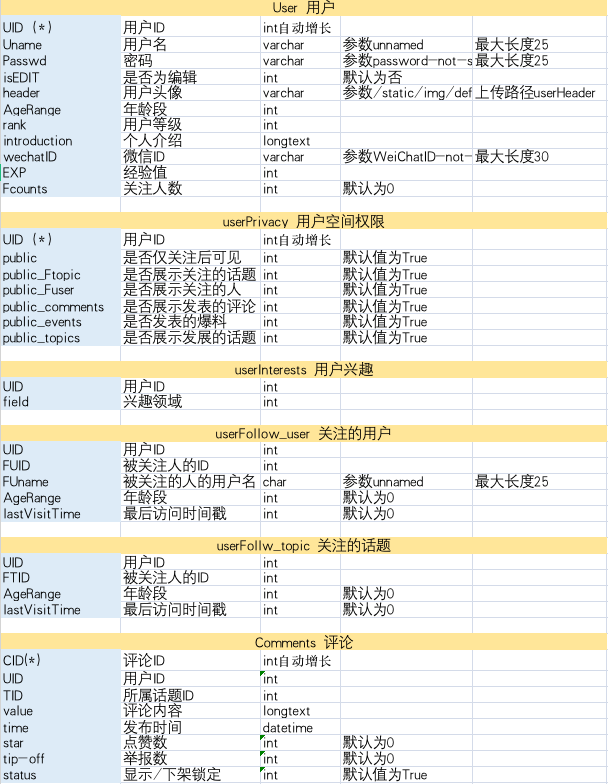 User 用户
UID （*） 用户ID int自动增长
Uname 用户名 varchar 参数unnamed 最大长度25
Passwd 密码 varchar 参数password-not-s 最大长度25
isEDIT 是否为编辑 int 默认为否
header 用户头像 varchar 参数/static/img/def 上传路径userHeader
AgeRange 年龄段 int
rank 用户等级 int
introduction 个人介绍 longtext
wechatID 微信ID varchar 参数WeiChatID-not- 最大长度30
EXP 经验值 int
Fcounts 关注人数 int 默认为0
userPrivacy 用户空间权限
UID （*） 用户ID int自动增长
public 是否仅关注后可见 int 默认值为True
public_Ftopic 是否展示关注的话题 int 默认值为True
public_Fuser 是否展示关注的人 int 默认值为True
public_comments 是否展示发表的评论 int 默认值为True
public_events 是否发表的爆料 int 默认值为True
public_topics 是否展示发展的话题 int 默认值为True
userInterests 用户兴趣
UID 用户ID int
field 兴趣领域 int
userFollow_user 关注的用户
UID 用户ID int
FUID 被关注人的ID int
FUname 被关注的人的用户名 char 参数unnamed 最大长度25
AgeRange 年龄段 int 默认为0
lastVisitTime 最后访问时间戳 int 默认为0
userFollw_topic 关注的话题
UID 用户ID int
FTID 被关注人的ID int
AgeRange 年龄段 int 默认为0
lastVisitTime 最后访问时间戳 int 默认为0
Comments 评论
CID(*) 评论ID int自动增长
UID 用户ID int
TID 所属话题ID int
value 评论内容 longtext
time 发布时间 datetime
star 点赞数 int 默认为0
tip-off 举报数 int 默认为0
status 显示/下架锁定 int 默认值为True